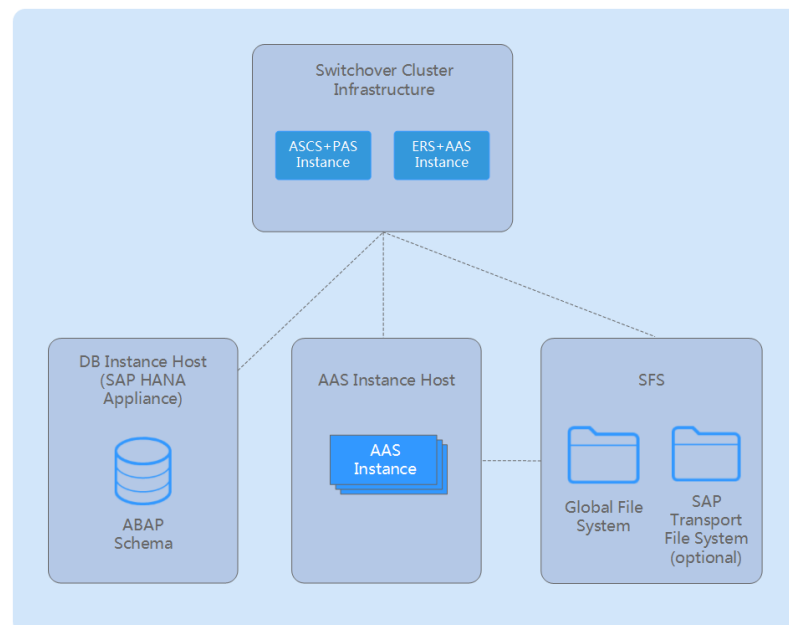 Switchover Cluster
Infrastructure
ASCS+PAS
Instance
ERS+AAS
Instance
DB Instance Host
(SAP HANA
Appliance)
ABAP
Schema
AAS Instance Host
AAS
Instance
SFS
Global File
System
SAP
Transport
File System
(optional)